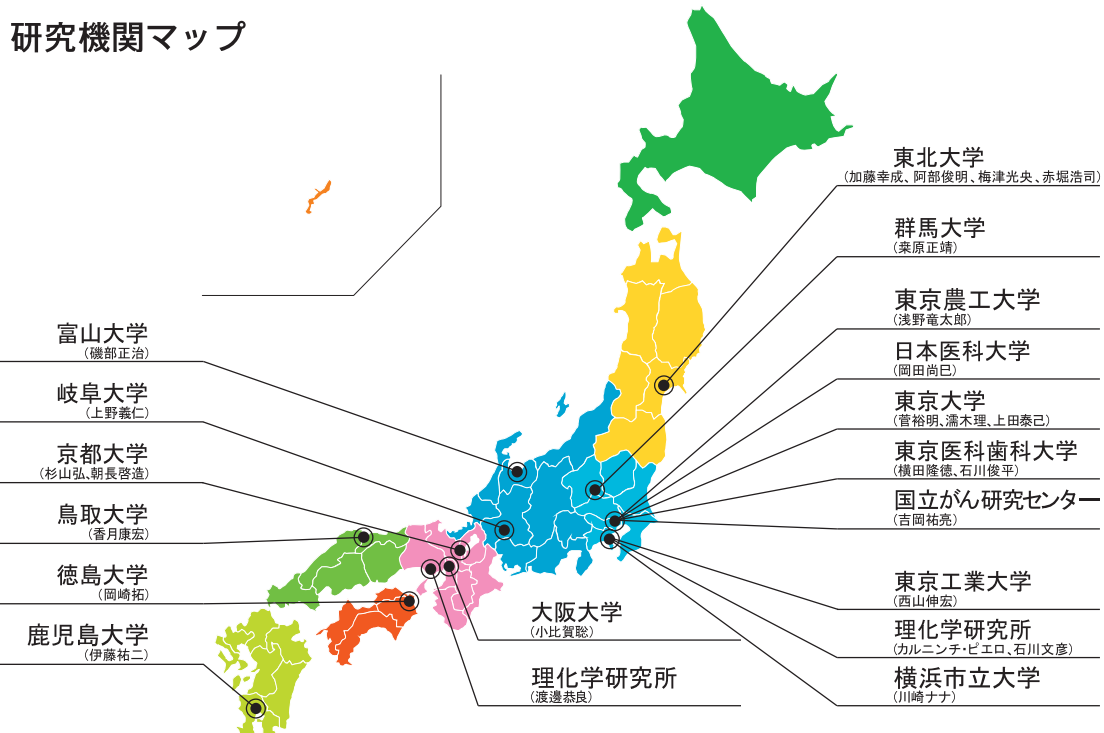 研究機関マップ
東北大学
(加藤幸成、阿部俊明、梅津光央、赤堀浩司)
群馬大学
(桒原正靖)
東京農工大学
(浅野竜太郎)
日本医科大学
(岡田尚巳)
東京大学
(菅裕明、濡木理、上田泰己)
東京医科歯科大学
(横田隆徳、石川俊平)
国立がん研究センター
(吉岡祐亮)
東京工業大学
(西山伸宏)
理化学研究所
(カルニンチ・ピエロ、石川文彦)
横浜市立大学
(川崎ナナ)
富山大学
(磯部正治)
岐阜大学
(上野義仁)
京都大学
(杉山弘、朝長啓造)
鳥取大学
(香月康宏)
徳島大学
(岡崎拓)
鹿児島大学
(伊藤祐二)
大阪大学
(小比賀聡)
理化学研究所
(渡邊恭良)